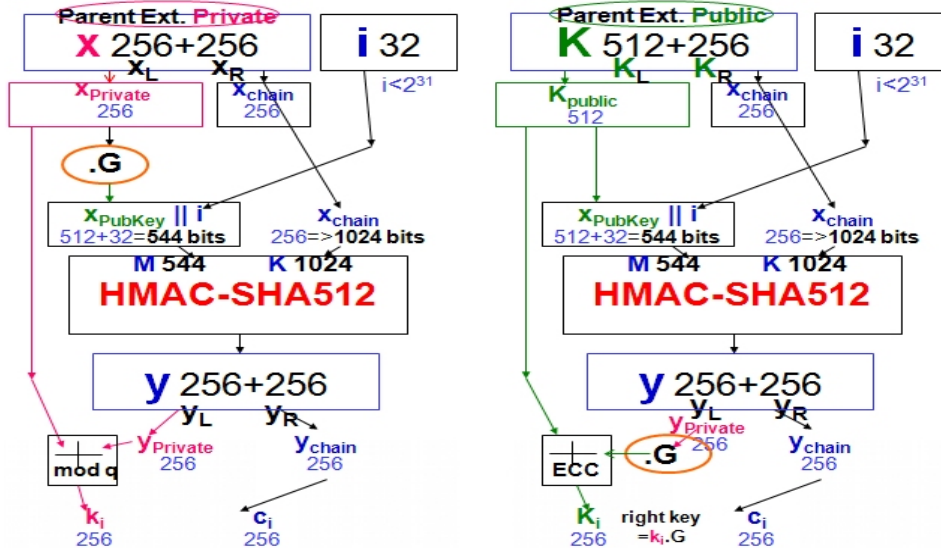 Parent Ext. Private
x 256+256
xL xR
i 32
i<2³¹
xPrivate
256
xchain
256
.G
xPubKey || i
512+32=544 bits
xchain
256=>1024 bits
M 544 K 1024
HMAC-SHA512
y 256+256
yL yR
yPrivate
256
ychain
256
+
mod q
ki
256
ci
256
Parent Ext. Public
K 512+256
KL KR
i 32
i<2³¹
Kpublic
512
xchain
256
xPubKey || i
512+32=544 bits
xchain
256=>1024 bits
M 544 K 1024
HMAC-SHA512
y 256+256
yL yR
yPrivate
256
ychain
256
+
ECC
.G
Ki
256
right key
=ki.G
ci
256